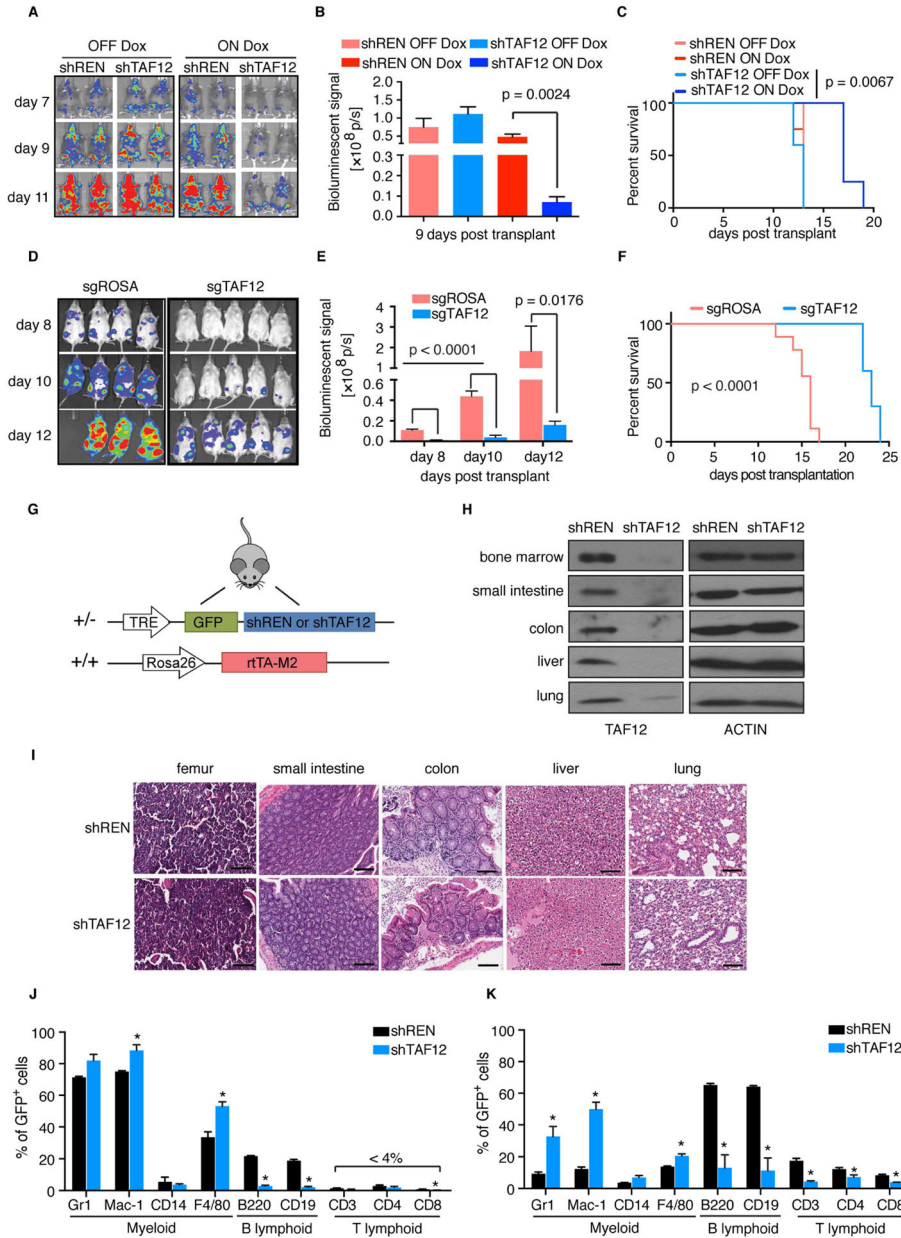 A
OFF Dox ON Dox
shREN shTAF12 shREN shTAF12
day 7
day 9
day 11
B
shREN OFF Dox shTAF12 OFF Dox
shREN ON Dox shTAF12 ON Dox
Bioluminescent signal
[×10⁸ p/s]
2.0
1.5
1.0
0.5
0.3
0.2
0.1
0.0
p = 0.0024
9 days post transplant
C
shREN OFF Dox
shREN ON Dox
shTAF12 OFF Dox
shTAF12 ON Dox
p = 0.0067
Percent survival
100
50
0
0 10 15 20
days post transplant
D
sgROSA sgTAF12
day 8
day 10
day 12
E
sgROSA
sgTAF12
Bioluminescent signal
[×10⁸ p/s]
4
3
2
1
0.6
0.4
0.2
0.0
p < 0.0001
p = 0.0176
day 8 day10 day12
days post transplant
F
sgROSA sgTAF12
Percent survival
100
50
0
p < 0.0001
0 10 15 20 25
days post transplantation
G
+/- TRE GFP shREN or shTAF12
+/+ Rosa26 rtTA-M2
H
shREN shTAF12 shREN shTAF12
bone marrow
small intestine
colon
liver
lung
TAF12 ACTIN
I
femur small intestine colon liver lung
shREN
shTAF12
J
shREN
shTAF12
% of GFP⁺ cells
100
80
60
40
20
0
*
*
*
*
< 4%
*
Gr1 Mac-1 CD14 F4/80 B220 CD19 CD3 CD4 CD8
Myeloid B lymphoid T lymphoid
K
shREN
shTAF12
% of GFP⁺ cells
100
80
60
40
20
0
*
*
*
*
*
*
*
*
Gr1 Mac-1 CD14 F4/80 B220 CD19 CD3 CD4 CD8
Myeloid B lymphoid T lymphoid